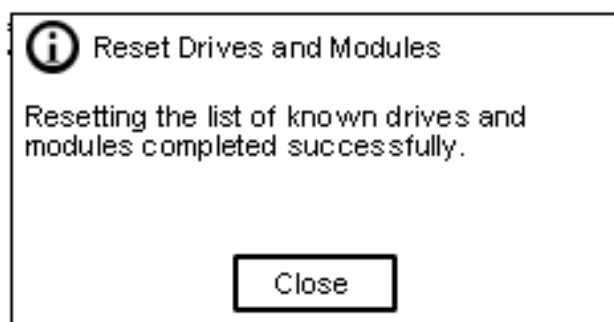 Reset Drives and Modules
Resetting the list of known drives and
modules completed successfully.
Close